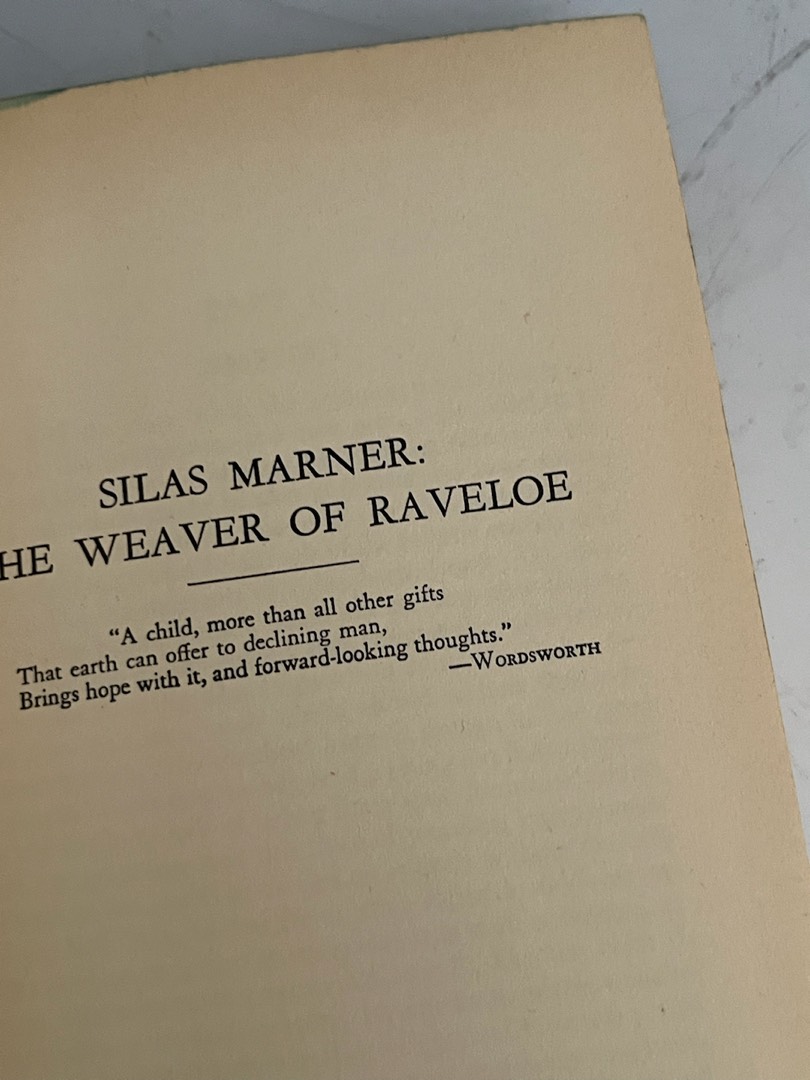 SILAS MARNER:
HE WEAVER OF RAVELOE
“A child, more than all other gifts
That earth can offer to declining man,
Brings hope with it, and forward-looking thoughts.”
—WORDSWORTH